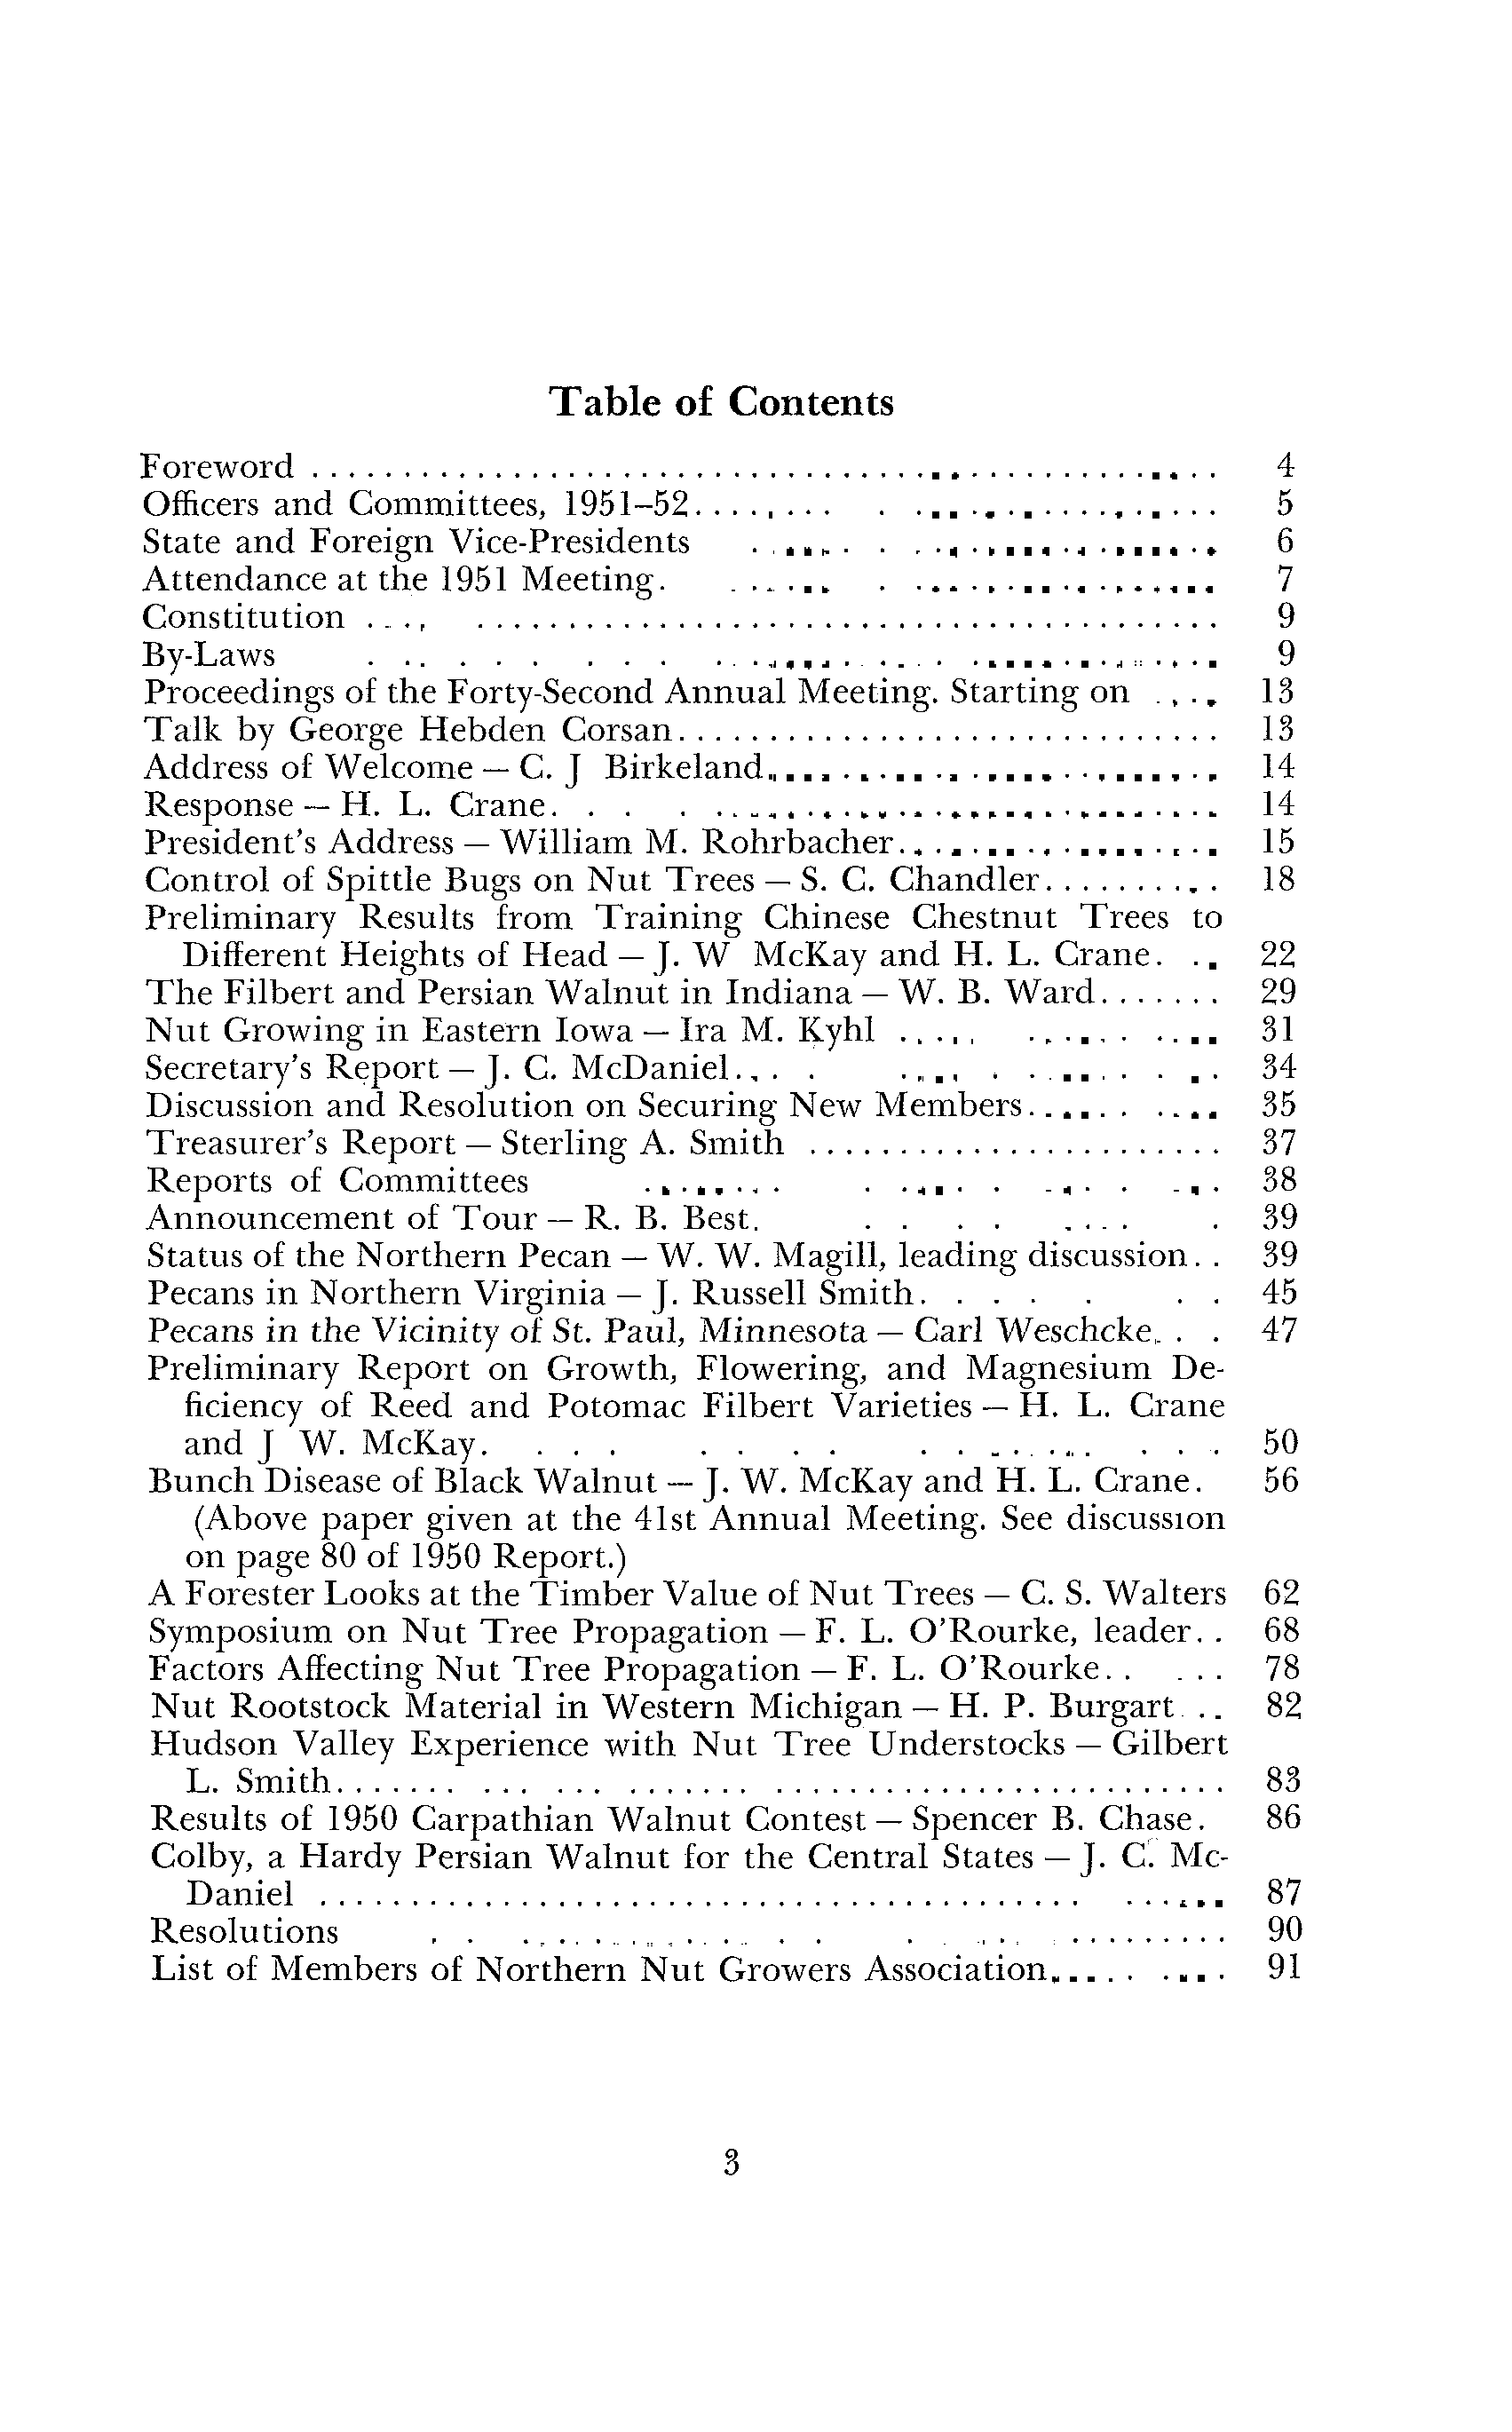 Table of Contents
Foreword . . . . . . . . . . . . . . . . . . . . 4
Officers and Committees, 1951–52. . . . . . . . . . 5
State and Foreign Vice-Presidents . . . . . . . . . . 6
Attendance at the 1951 Meeting. . . . . . . . . . 7
Constitution . . . . . . . . . . . . . . . . . . . . 9
By-Laws . . . . . . . . . . . . . . . . . . . . 9
Proceedings of the Forty-Second Annual Meeting. Starting on . . . . 13
Talk by George Hebden Corsan. . . . . . . . . . 13
Address of Welcome — C. J Birkeland. . . . . . . . . . 14
Response — H. L. Crane. . . . . . . . . . 14
President's Address — William M. Rohrbacher. . . . . . . . . . 15
Control of Spittle Bugs on Nut Trees — S. C. Chandler. . . . . . . . . . 18
Preliminary Results from Training Chinese Chestnut Trees to
Different Heights of Head — J. W McKay and H. L. Crane. . . 22
The Filbert and Persian Walnut in Indiana — W. B. Ward. . . . . . . 29
Nut Growing in Eastern Iowa — Ira M. Kyhl . . . . . . . . . . 31
Secretary's Report — J. C. McDaniel. . . . . . . . . . 34
Discussion and Resolution on Securing New Members. . . . . . . . . . 35
Treasurer's Report — Sterling A. Smith . . . . . . . . . . 37
Reports of Committees . . . . . . . . . . 38
Announcement of Tour — R. B. Best. . . . . . . . . . 39
Status of the Northern Pecan — W. W. Magill, leading discussion. . 39
Pecans in Northern Virginia — J. Russell Smith. . . . . . . 45
Pecans in the Vicinity of St. Paul, Minnesota — Carl Weschcke. . . 47
Preliminary Report on Growth, Flowering, and Magnesium De-
ficiency of Reed and Potomac Filbert Varieties — H. L. Crane
and J W. McKay. . . . . . . . . . 50
Bunch Disease of Black Walnut — J. W. McKay and H. L. Crane. 56
(Above paper given at the 41st Annual Meeting. See discussion
on page 80 of 1950 Report.)
A Forester Looks at the Timber Value of Nut Trees — C. S. Walters 62
Symposium on Nut Tree Propagation — F. L. O'Rourke, leader. . 68
Factors Affecting Nut Tree Propagation — F. L. O'Rourke. . . . . 78
Nut Rootstock Material in Western Michigan — H. P. Burgart . . 82
Hudson Valley Experience with Nut Tree Understocks — Gilbert
L. Smith. . . . . . . . . . 83
Results of 1950 Carpathian Walnut Contest — Spencer B. Chase. 86
Colby, a Hardy Persian Walnut for the Central States — J. C. Mc-
Daniel . . . . . . . . . . 87
Resolutions . . . . . . . . . . 90
List of Members of Northern Nut Growers Association. . . . . . . . . 91
3